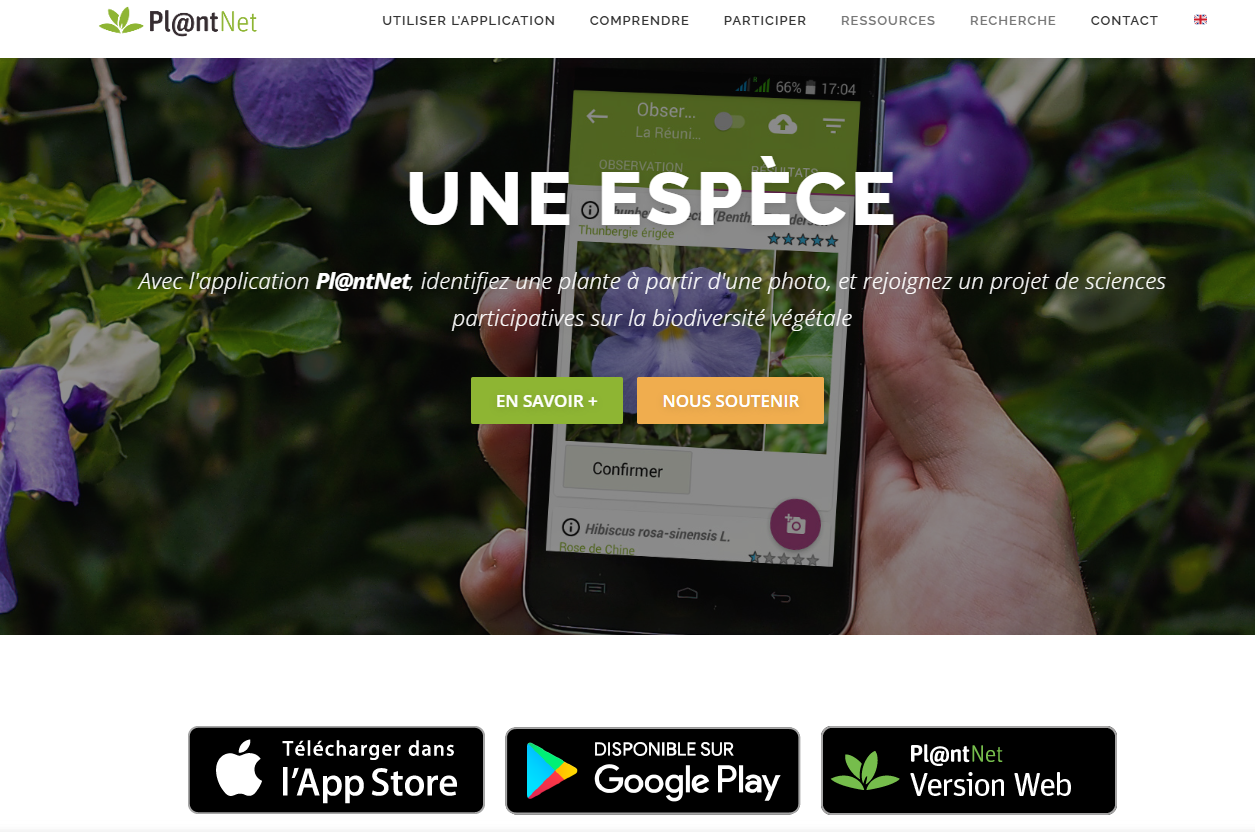 Pl@ntNet
UTILISER L'APPLICATION
COMPRENDRE
PARTICIPER
RESSOURCES
RECHERCHE
CONTACT
66% 17:04
Obser...
La Réuni...
OBSERVATION
RÉSULTATS
UNE ESPÈCE
(Benth.
Thunbergie érigée
Avec l'application Pl@ntNet, identifiez une plante à partir d'une photo, et rejoignez un projet de sciences
participatives sur la biodiversité végétale
EN SAVOIR +
NOUS SOUTENIR
Confirmer
Hibiscus rosa-sinensis L.
Rose de Chine
Télécharger dans
l'App Store
DISPONIBLE SUR
Google Play
Pl@ntNet
Version Web